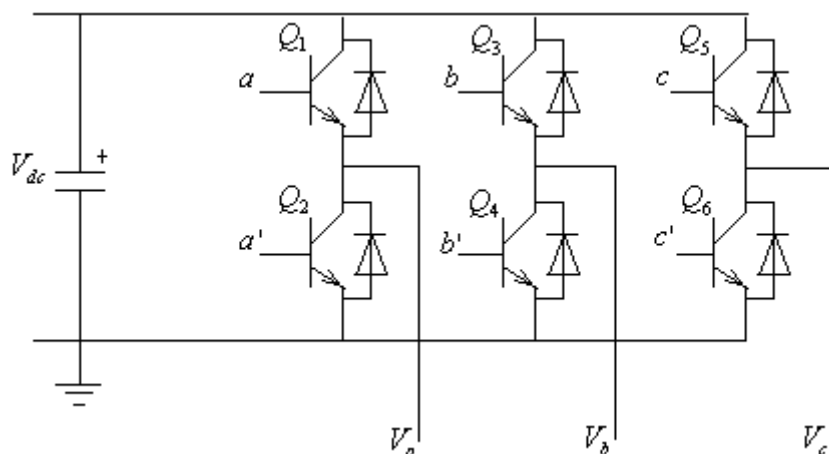 Q1 Q3 Q5
a b c
Vdc +
Q2 Q4 Q6
a' b' c'
Va Vb Vc